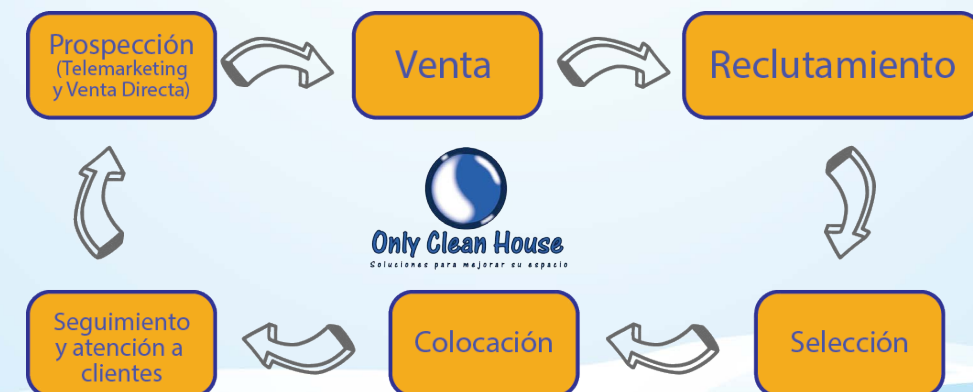 Prospección
(Telemarketing
y Venta Directa)
Venta
Reclutamiento
Only Clean House
Soluciones para mejorar su espacio
Seguimiento
y atención a
clientes
Colocación
Selección